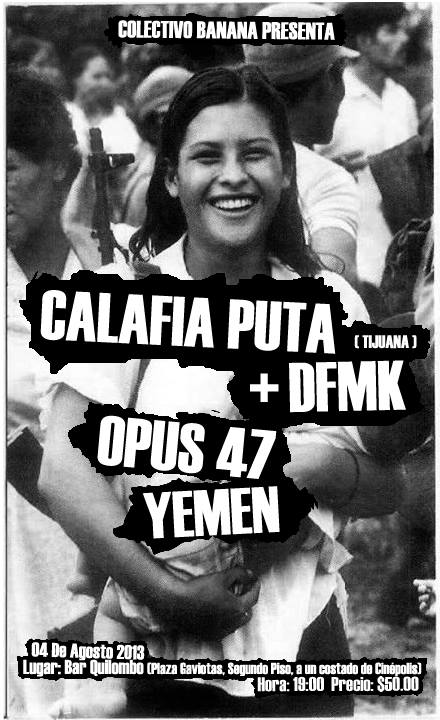 COLECTIVO BANANA PRESENTA
CALAFIA PUTA ( TIJUANA )
+ DFMK
OPUS 47
YEMEN
04 De Agosto 2013
Lugar: Bar Quilombo (Plaza Gaviotas, Segundo Piso, a un costado de Cinépolis)
Hora: 19:00 Precio: $50.00